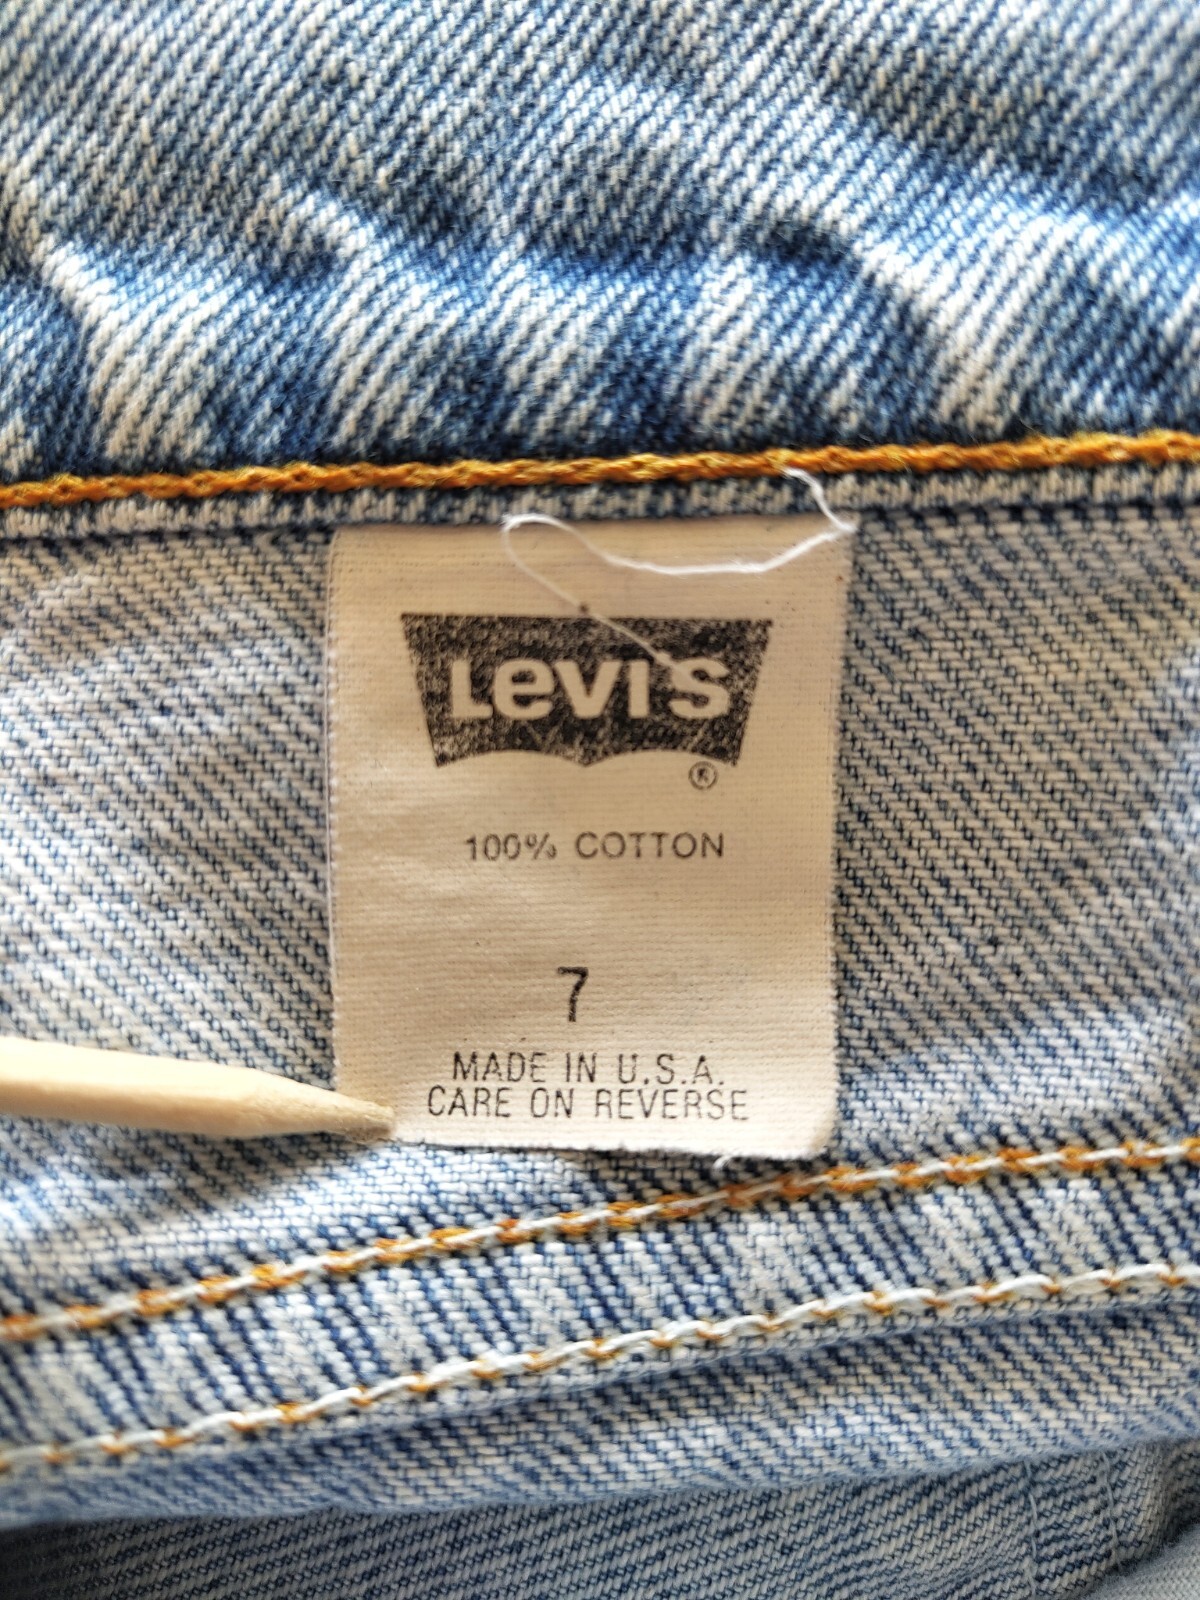 LEVI'S
®
100% COTTON
7
MADE IN U.S.A.
CARE ON REVERSE